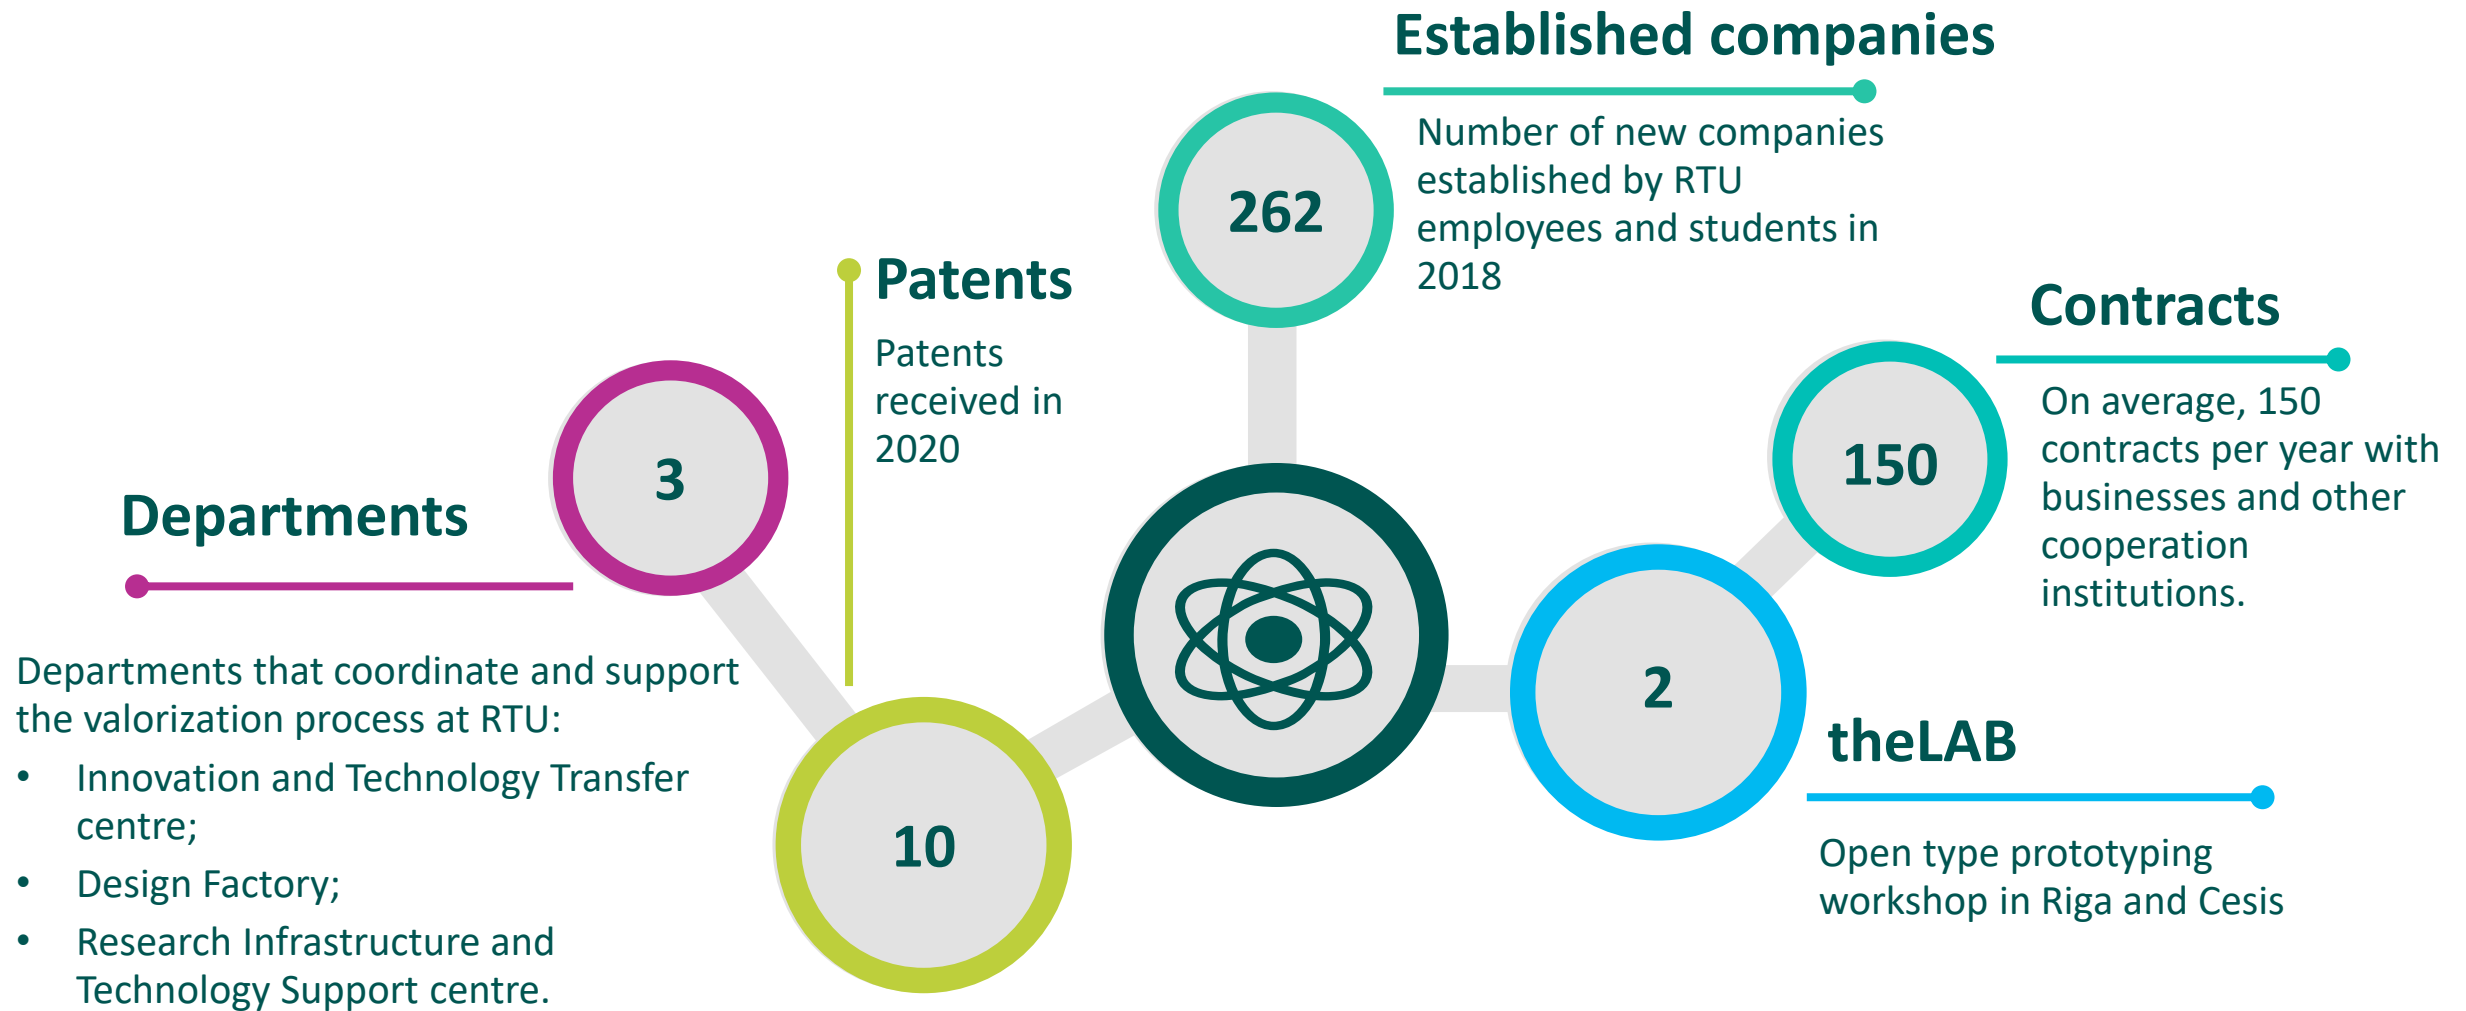 Established companies
262
Number of new companies
established by RTU
employees and students in
2018
Patents
Patents
received in
2020
10
Contracts
150
On average, 150
contracts per year with
businesses and other
cooperation
institutions.
3
Departments
Departments that coordinate and support
the valorization process at RTU:
• Innovation and Technology Transfer
centre;
• Design Factory;
• Research Infrastructure and
Technology Support centre.
2
theLAB
Open type prototyping
workshop in Riga and Cesis